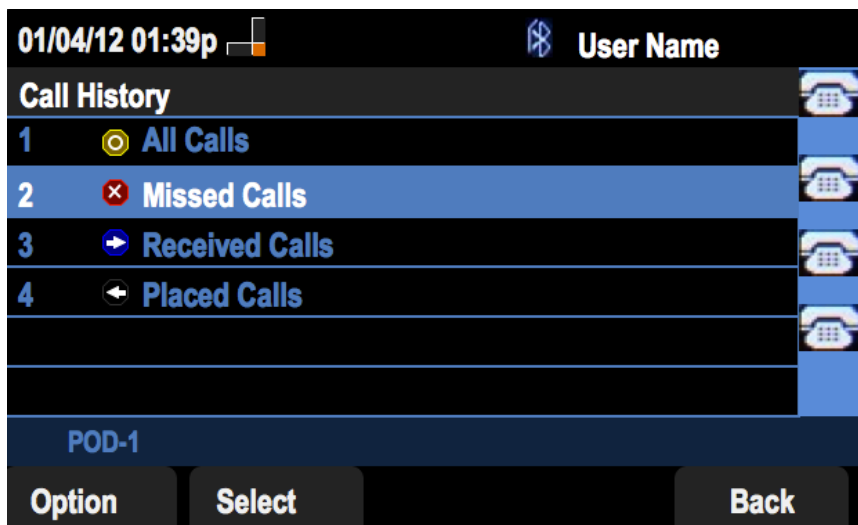 01/04/12 01:39p User Name
Call History
1 All Calls
2 Missed Calls
3 Received Calls
4 Placed Calls
POD-1
Option Select Back